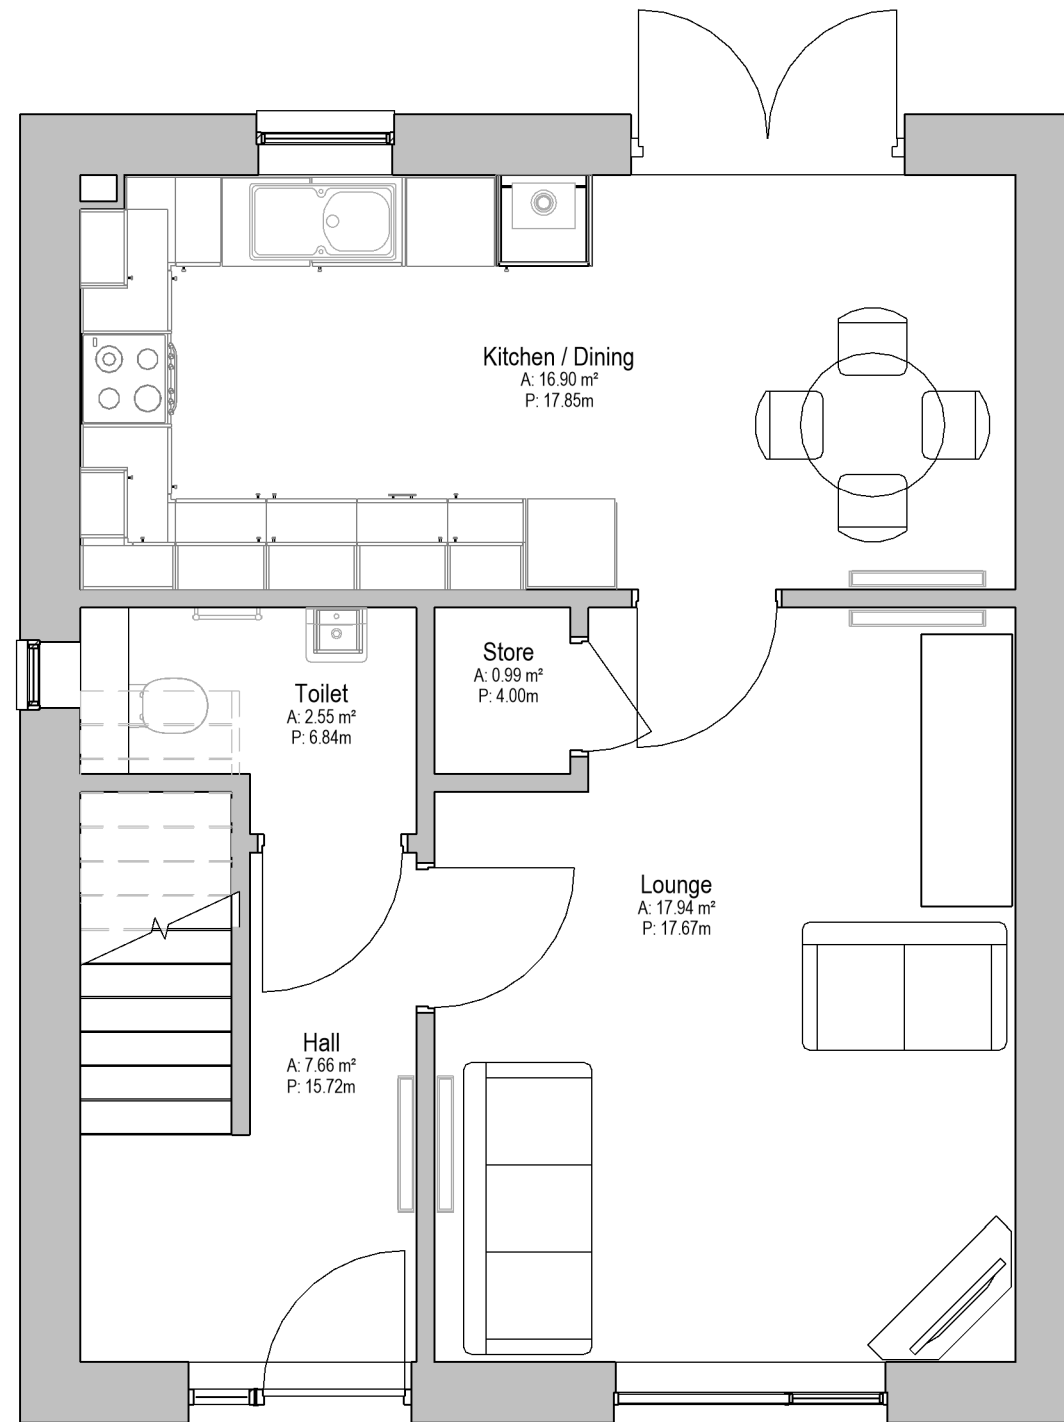 Kitchen / Dining
A: 16.90 m²
P: 17.85m
Store
A: 0.99 m²
P: 4.00m
Toilet
A: 2.55 m²
P: 6.84m
Lounge
A: 17.94 m²
P: 17.67m
Hall
A: 7.66 m²
P: 15.72m